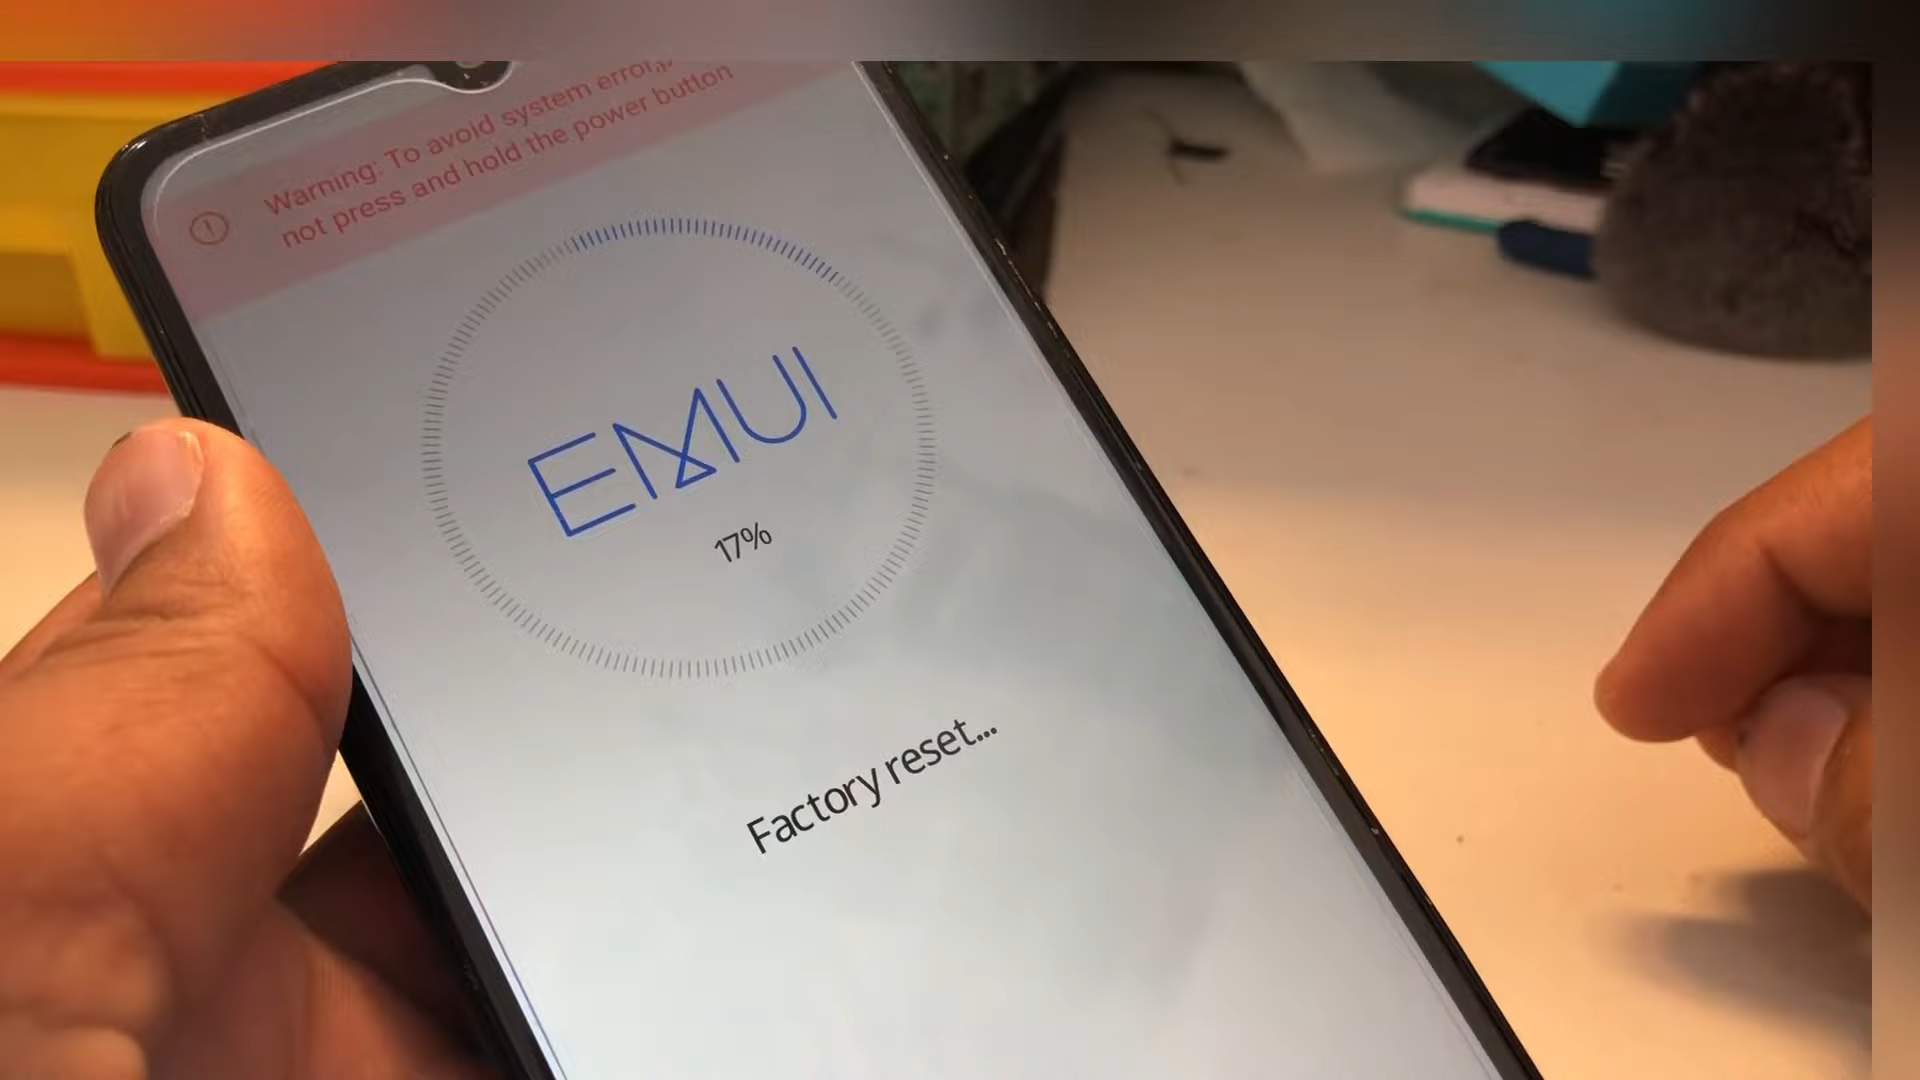 Warning: To avoid system error,
not press and hold the power button
EMUI
17%
Factory reset...